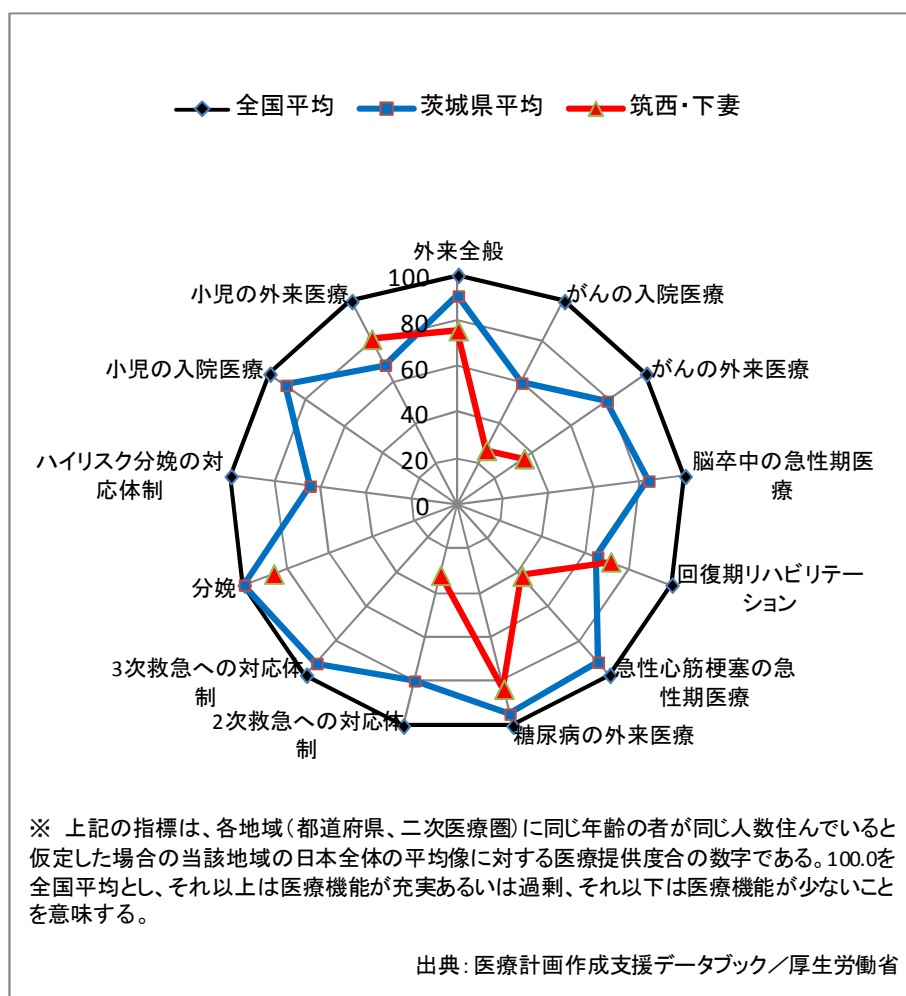 全国平均 茨城県平均 筑西・下妻
外来全般
がんの入院医療
がんの外来医療
脳卒中の急性期医
療
回復期リハビリテー
ション
急性心筋梗塞の急
性期医療
糖尿病の外来医療
2次救急への対応体
制
3次救急への対応体
制
分娩
ハイリスク分娩の対
応体制
小児の入院医療
小児の外来医療
100
80
60
40
20
0
※ 上記の指標は、各地域(都道府県、二次医療圏)に同じ年齢の者が同じ人数住んでいると
仮定した場合の当該地域の日本全体の平均像に対する医療提供度合の数字である。100.0を
全国平均とし、それ以上は医療機能が充実あるいは過剰、それ以下は医療機能が少ないこと
を意味する。
出典:医療計画作成支援データブック/厚生労働省